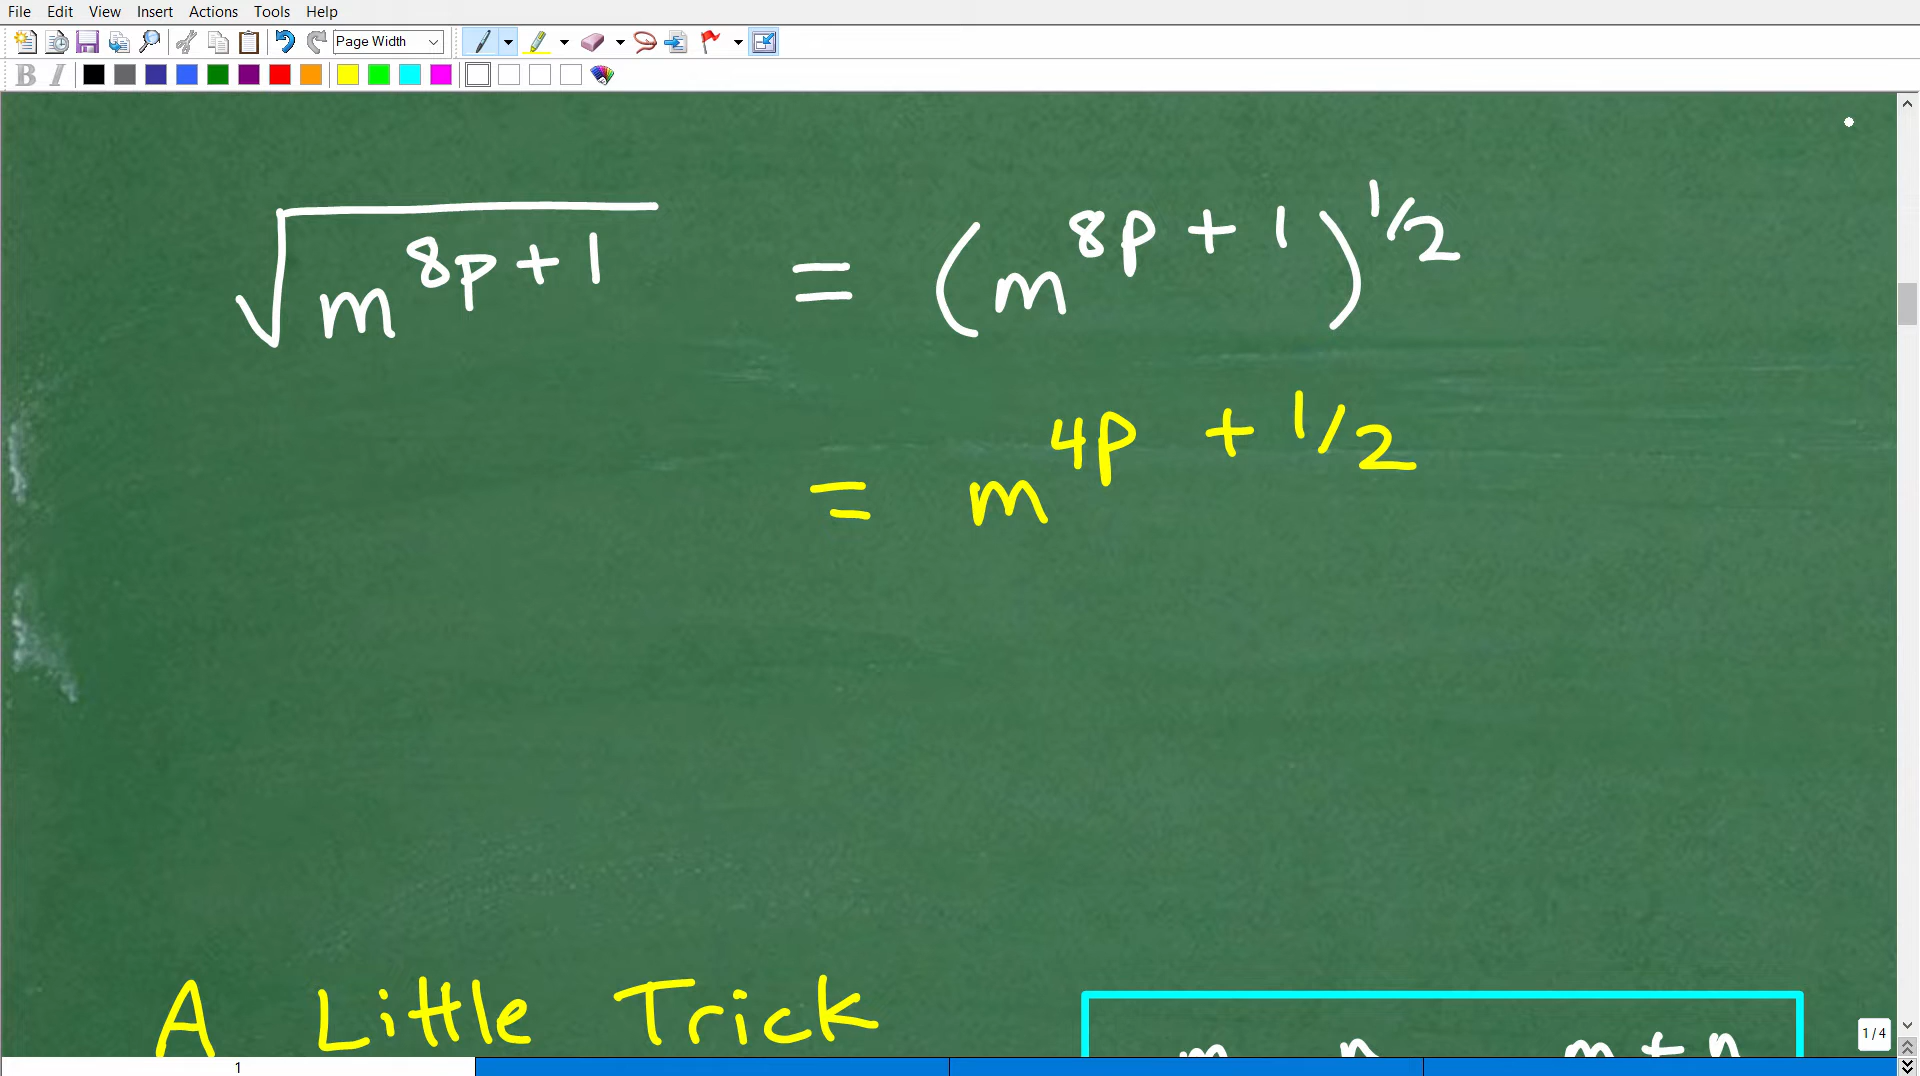 File Edit View Insert Actions Tools Help
Page Width
B I
√m^(8p+1) = (m^(8p+1))^(1/2)
= m^(4p + 1/2)
A Little Trick
m n m + n
1/4
1